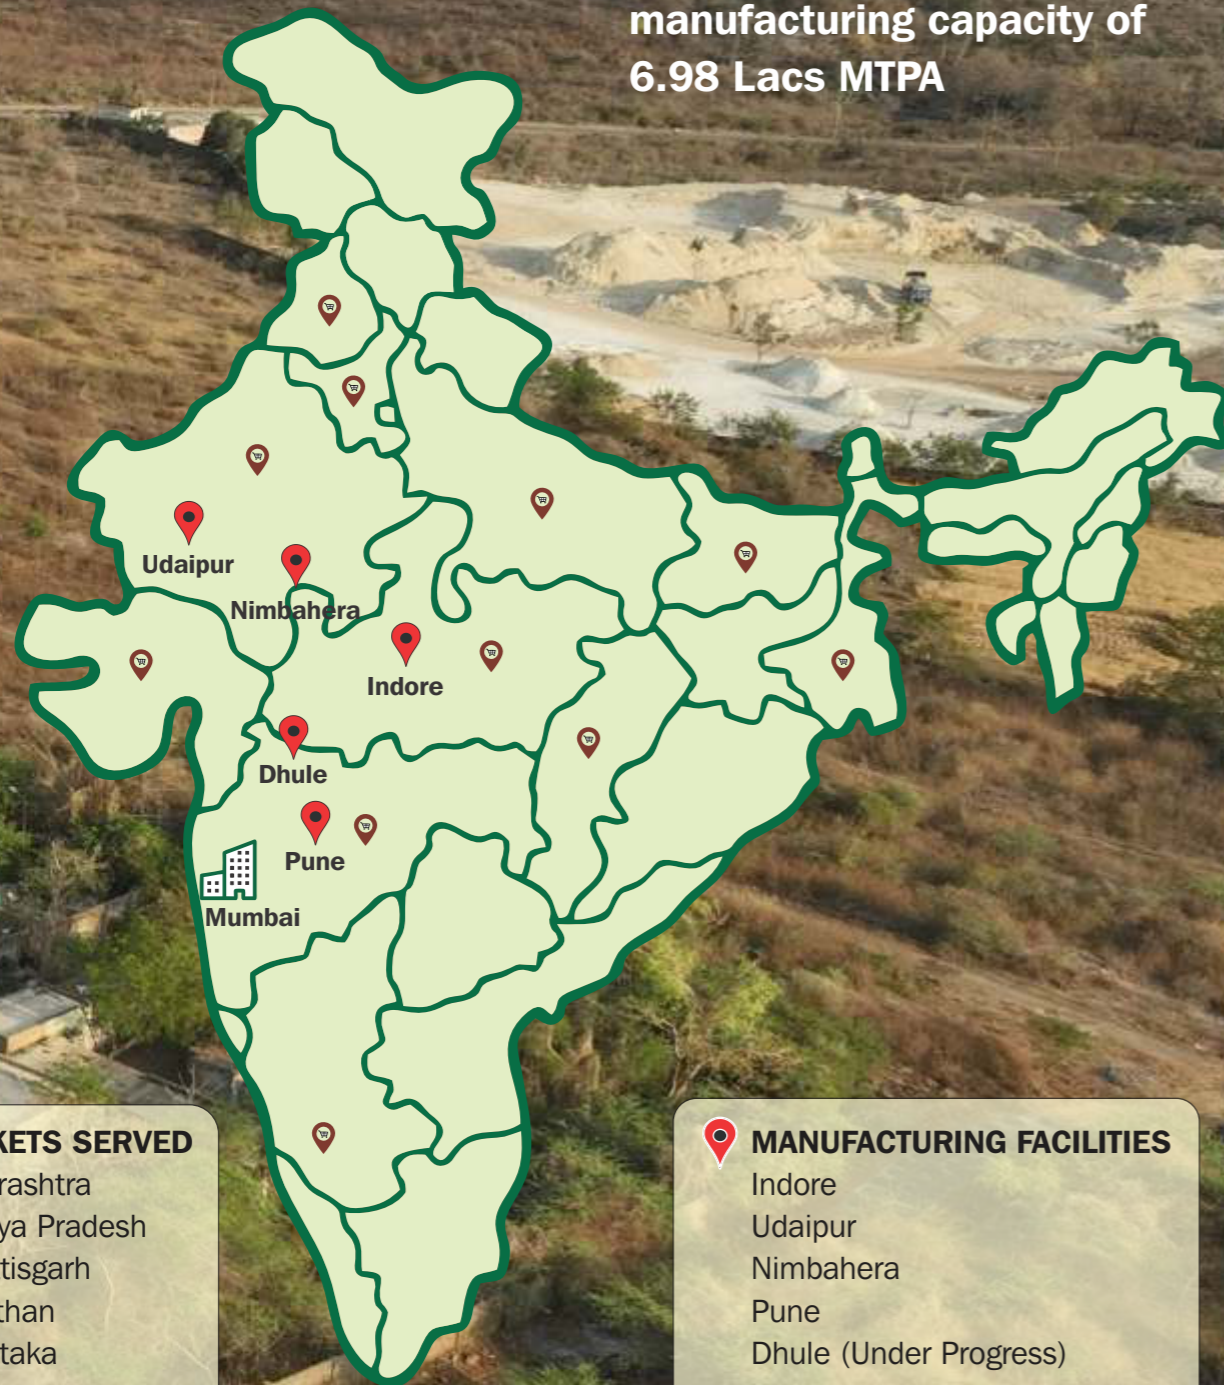 manufacturing capacity of
6.98 Lacs MTPA
Udaipur
Nimbahera
Indore
Dhule
Pune
Mumbai
KETS SERVED
rashtra
ya Pradesh
tisgarh
than
taka
MANUFACTURING FACILITIES
Indore
Udaipur
Nimbahera
Pune
Dhule (Under Progress)